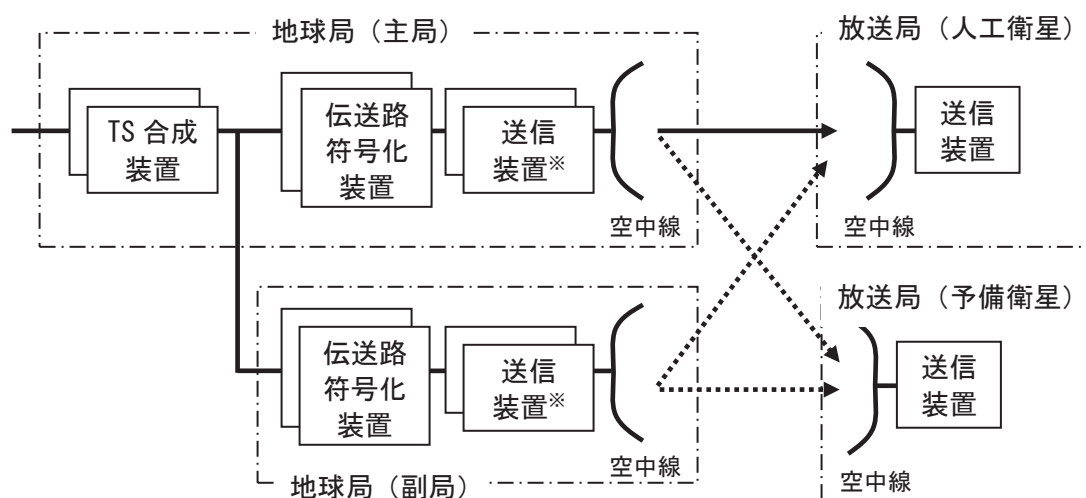 地球局（主局）
放送局（人工衛星）
TS 合成
装置
伝送路
符号化
装置
送信
装置※
空中線
送信
装置
空中線
放送局（予備衛星）
伝送路
符号化
装置
送信
装置※
空中線
送信
装置
空中線
地球局（副局）